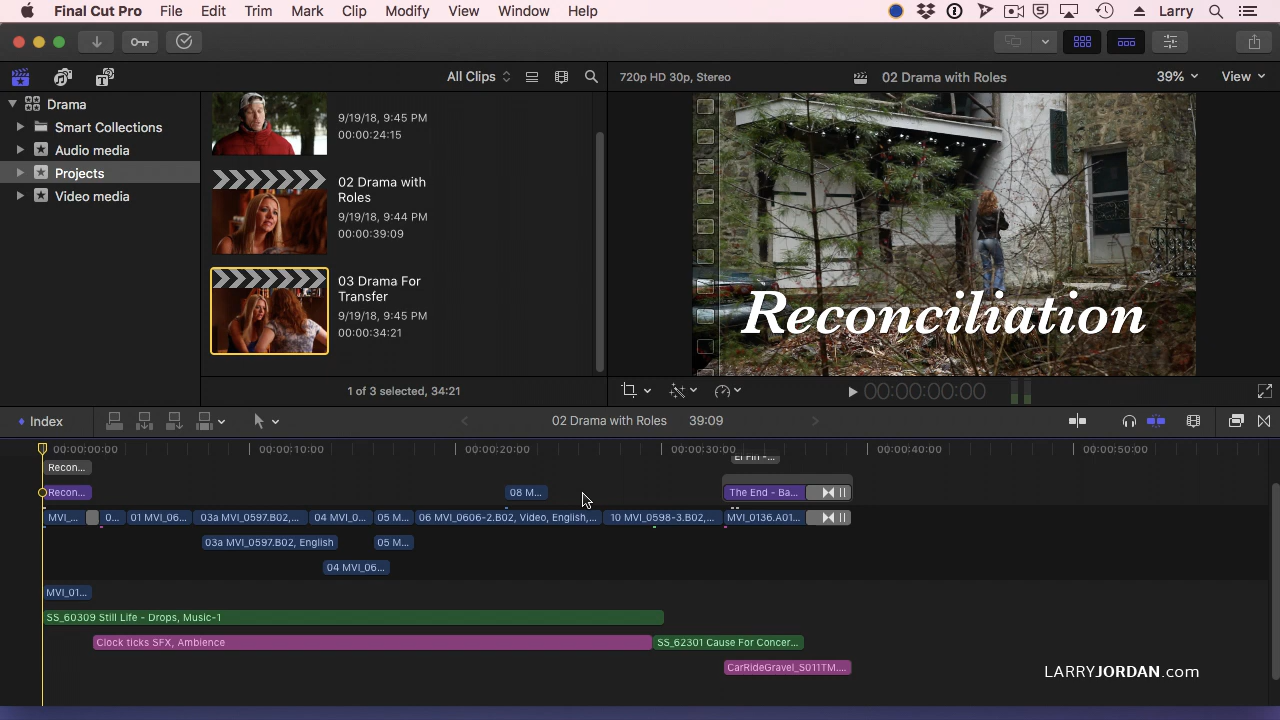 Final Cut Pro File Edit Trim Mark Clip Modify View Window Help Larry
All Clips
720p HD 30p, Stereo 02 Drama with Roles 39% View
Drama
Smart Collections
Audio media
Projects
Video media
9/19/18, 9:45 PM
00:00:24:15
02 Drama with
Roles
9/19/18, 9:44 PM
00:00:39:09
03 Drama For
Transfer
9/19/18, 9:45 PM
00:00:34:21
1 of 3 selected, 34:21
Reconciliation
00:00:00:00
Index 02 Drama with Roles 39:09
00:00:00:00 00:00:10:00 00:00:20:00 00:00:30:00 00:00:40:00 00:00:50:00
Recon... El Fin -...
Recon... 08 M... The End - Ba...
MVI_... 0... 01 MVI_06... 03a MVI_0597.B02,... 04 MVI_0... 05 M... 06 MVI_0606-2.B02, Video, English,... 10 MVI_0598-3.B02,... MVI_0136.A01...
03a MVI_0597.B02, English 05 M...
04 MVI_06...
MVI_01...
SS_60309 Still Life - Drops, Music-1
Clock ticks SFX, Ambience SS_62301 Cause For Concer...
CarRideGravel_S011TM....
LARRYJORDAN.com